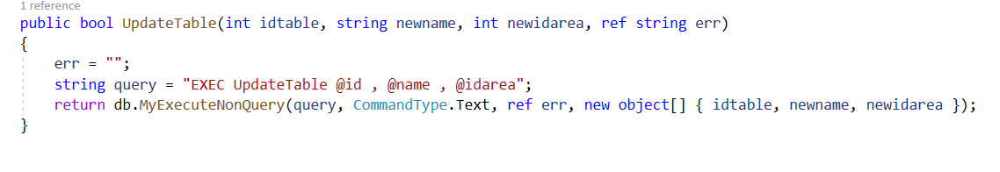 1 reference
public bool UpdateTable(int idtable, string newname, int newidarea, ref string err)
{
err = "";
string query = "EXEC UpdateTable @id , @name , @idarea";
return db.MyExecuteNonQuery(query, CommandType.Text, ref err, new object[] { idtable, newname, newidarea });
}